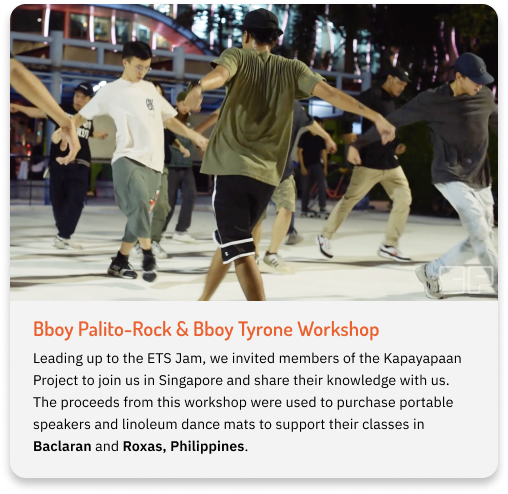 Bboy Palito-Rock & Bboy Tyrone Workshop
Leading up to the ETS Jam, we invited members of the Kapayapaan
Project to join us in Singapore and share their knowledge with us.
The proceeds from this workshop were used to purchase portable
speakers and linoleum dance mats to support their classes in
Baclaran and Roxas, Philippines.